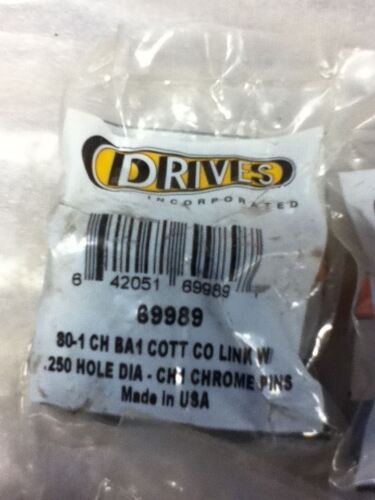 DRIVES
INCORPORATED
6 42051 69989
69989
80-1 CH BA1 COTT CO LINK W/
.250 HOLE DIA - CH1 CHROME PINS
Made in USA